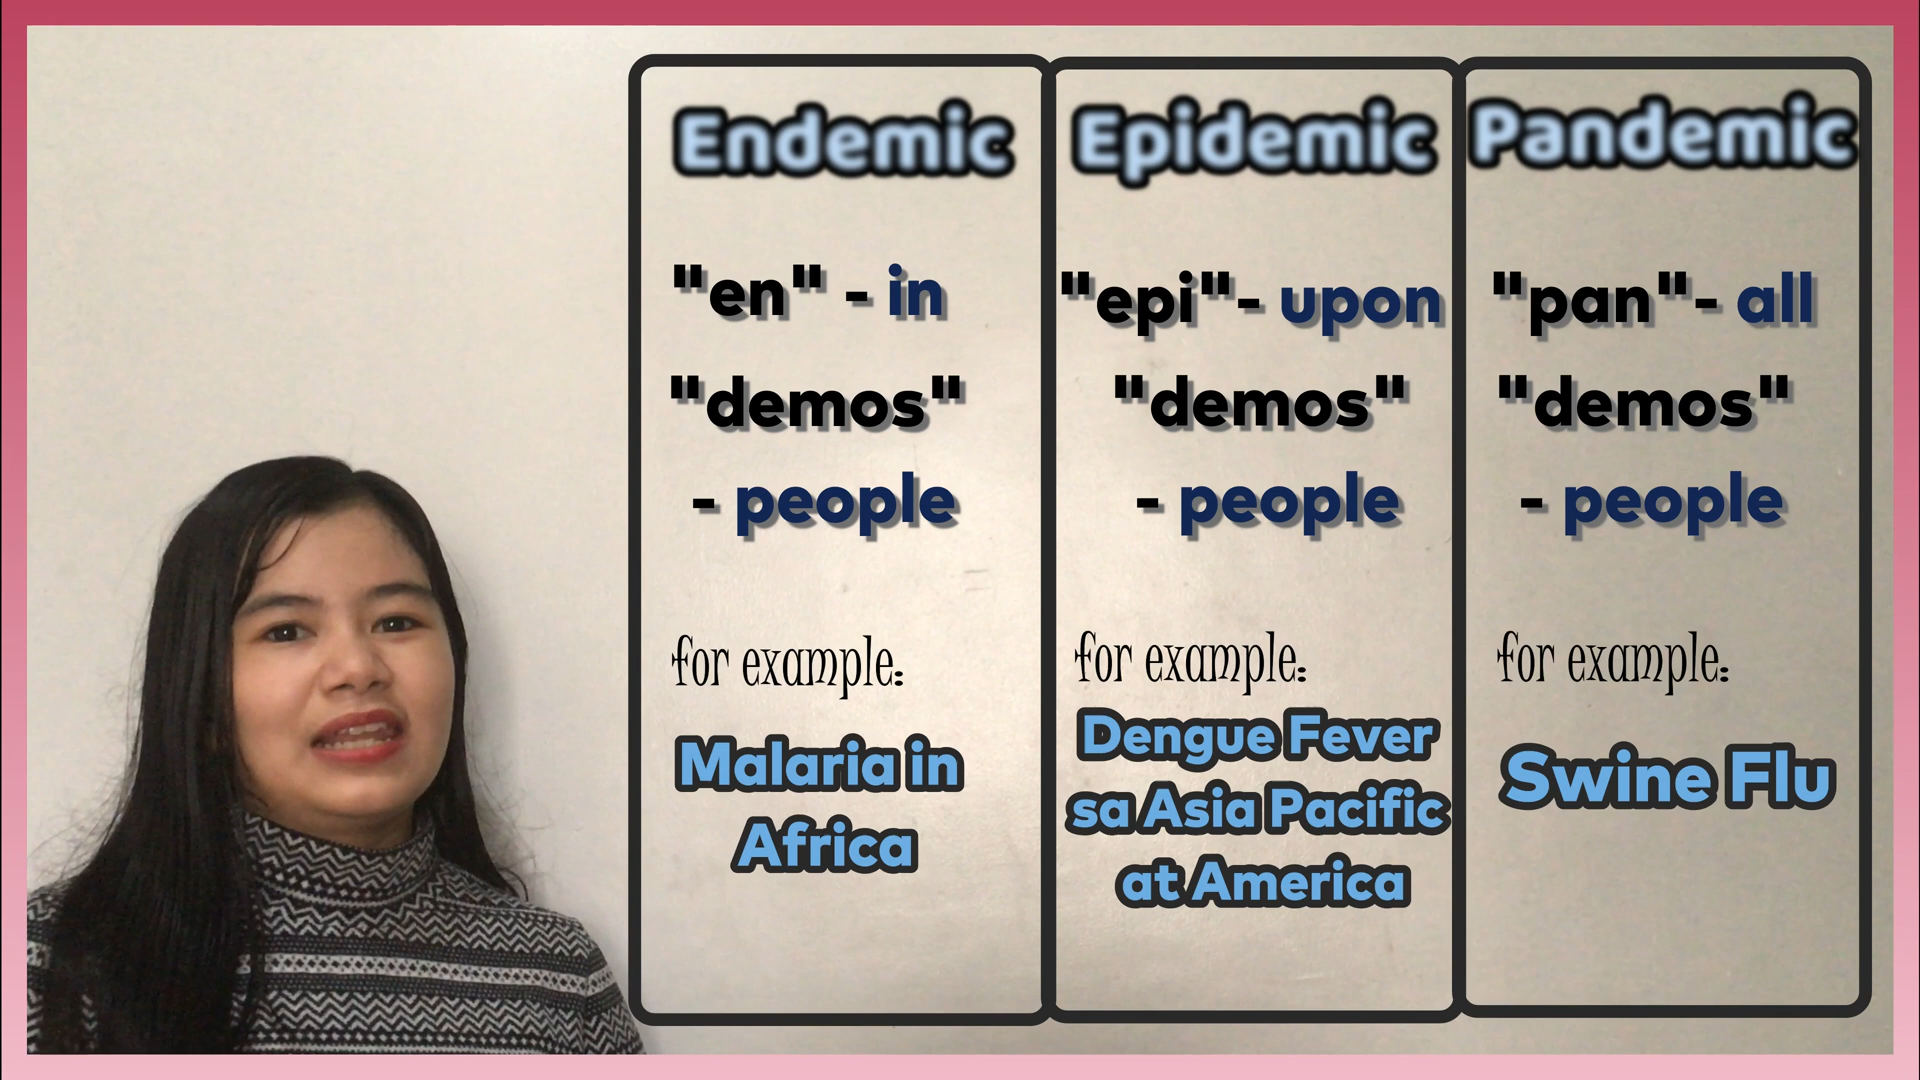 Endemic
"en" - in
"demos"
- people
for example:
Malaria in
Africa
Epidemic
"epi"- upon
"demos"
- people
for example:
Dengue Fever
sa Asia Pacific
at America
Pandemic
"pan"- all
"demos"
- people
for example:
Swine Flu